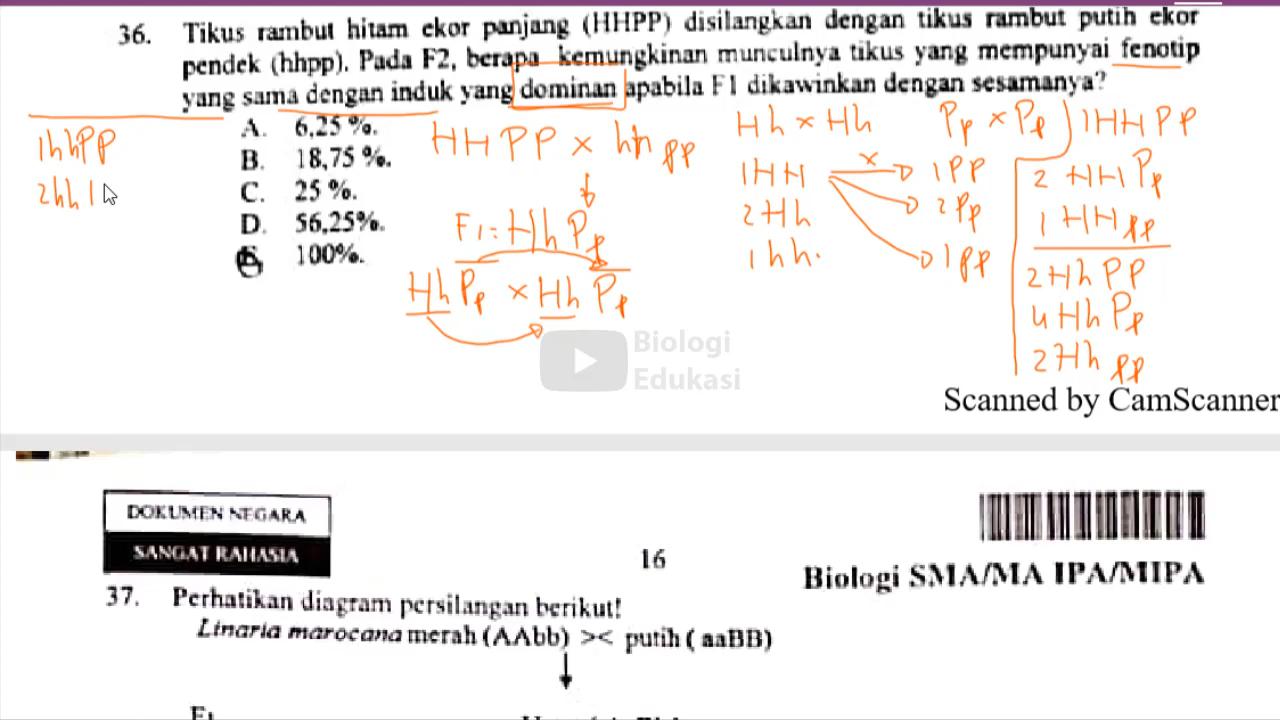 36. Tikus rambut hitam ekor panjang (HHPP) disilangkan dengan tikus rambut putih ekor
pendek (hhpp). Pada F2, berapa kemungkinan munculnya tikus yang mempunyai fenotip
yang sama dengan induk yang dominan apabila F1 dikawinkan dengan sesamanya?
A. 6,25 %.
B. 18,75 %.
C. 25 %.
D. 56,25%.
E. 100%.
1hhPP
2hh
HHPP × hhpp
F1 = HhPp
HhPp × HhPp
Hh × Hh
1HH
2Hh
1hh.
Pp × Pp
×
1PP
2Pp
1pp
1HHPP
2HHPp
1HHpp
2HhPP
4HhPp
2Hhpp
Biologi
Edukasi
Scanned by CamScanner
DOKUMEN NEGARA
SANGAT RAHASIA
16
Biologi SMA/MA IPA/MIPA
37. Perhatikan diagram persilangan berikut!
Linaria marocana merah (AAbb) >< putih ( aaBB)
F1